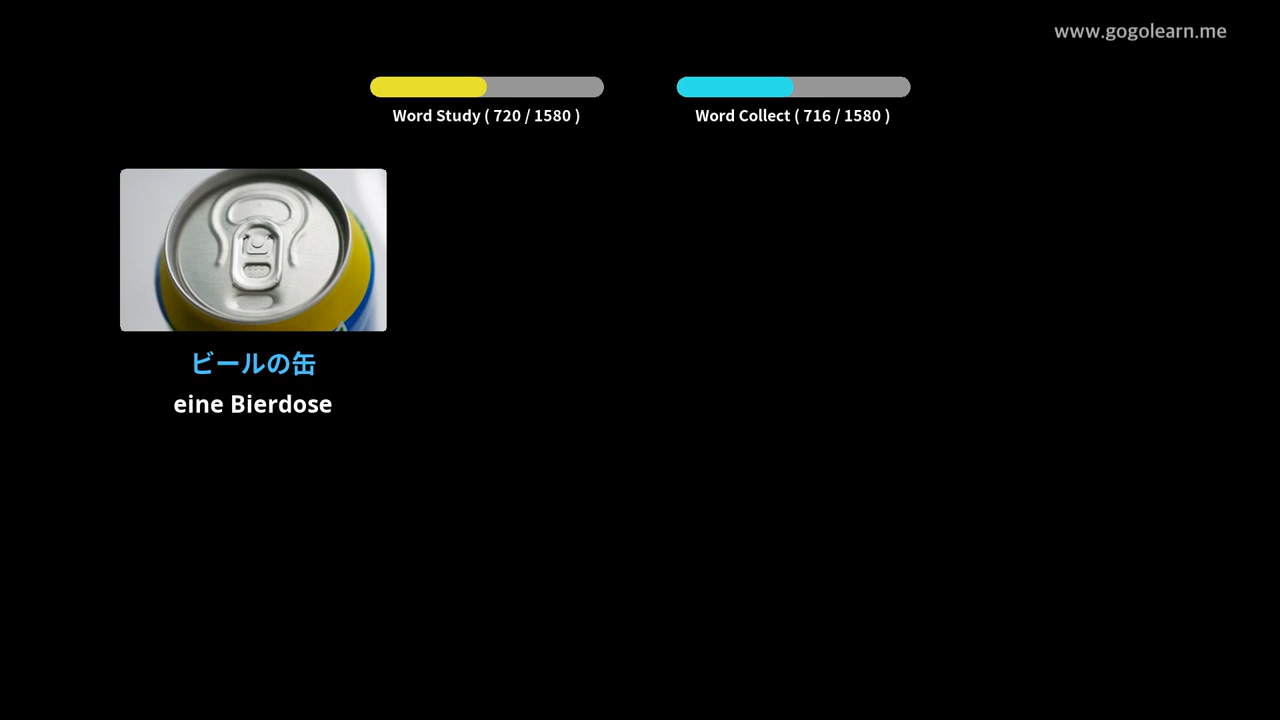 www.gogolearn.me
Word Study ( 720 / 1580 )
Word Collect ( 716 / 1580 )
ビールの缶
eine Bierdose